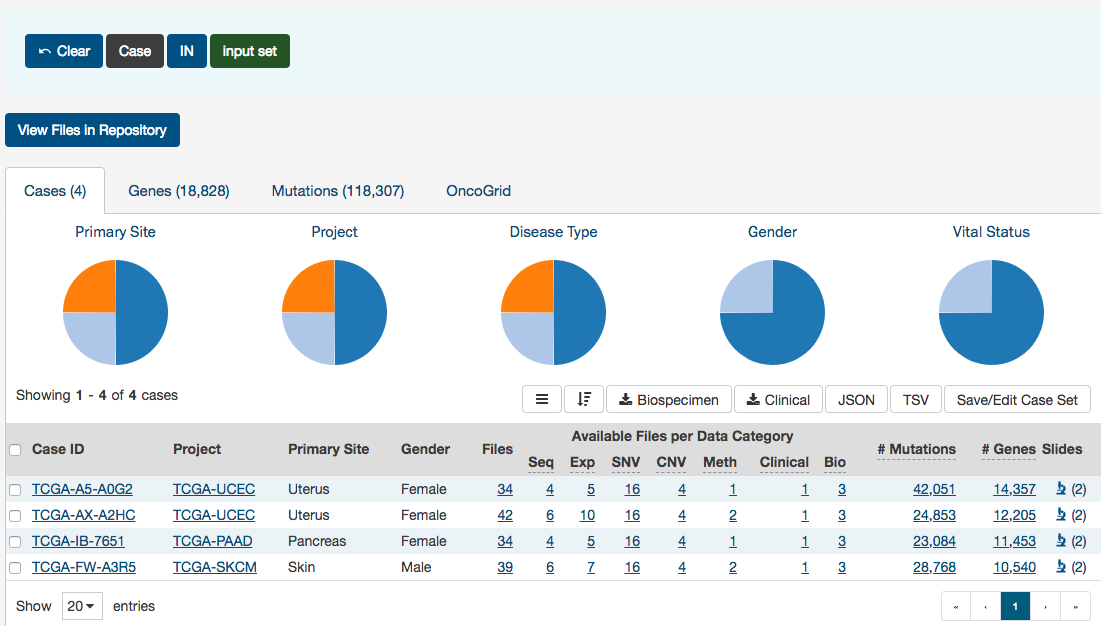 Clear Case IN Input set
View Files in Repository
Cases (4) Genes (18,828) Mutations (118,307) OncoGrid
Primary Site Project Disease Type Gender Vital Status
Showing 1 - 4 of 4 cases Biospecimen Clinical JSON TSV Save/Edit Case Set
Available Files per Data Category
Case ID Project Primary Site Gender Files # Mutations # Genes Slides
Seq Exp SNV CNV Meth Clinical Bio
TCGA-A5-A0G2 TCGA-UCEC Uterus Female 34 4 5 16 4 1 1 3 42,051 14,357 (2)
TCGA-AX-A2HC TCGA-UCEC Uterus Female 42 6 10 16 4 2 1 3 24,853 12,205 (2)
TCGA-IB-7651 TCGA-PAAD Pancreas Female 34 4 5 16 4 1 1 3 23,084 11,453 (2)
TCGA-FW-A3R5 TCGA-SKCM Skin Male 39 6 7 16 4 2 1 3 28,768 10,540 (2)
Show 20 entries « ‹ 1 › »